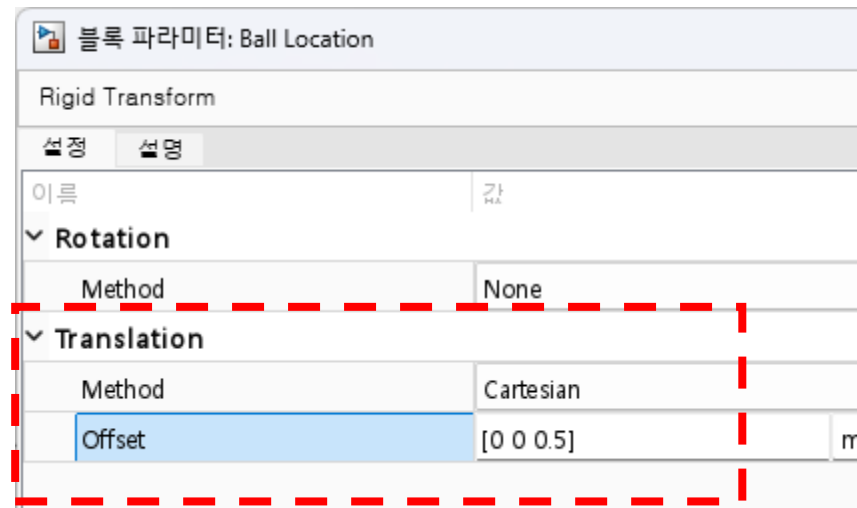 블록 파라미터: Ball Location
Rigid Transform
설정 설명
이름 값
Rotation
Method None
Translation
Method Cartesian
Offset [0 0 0.5] m